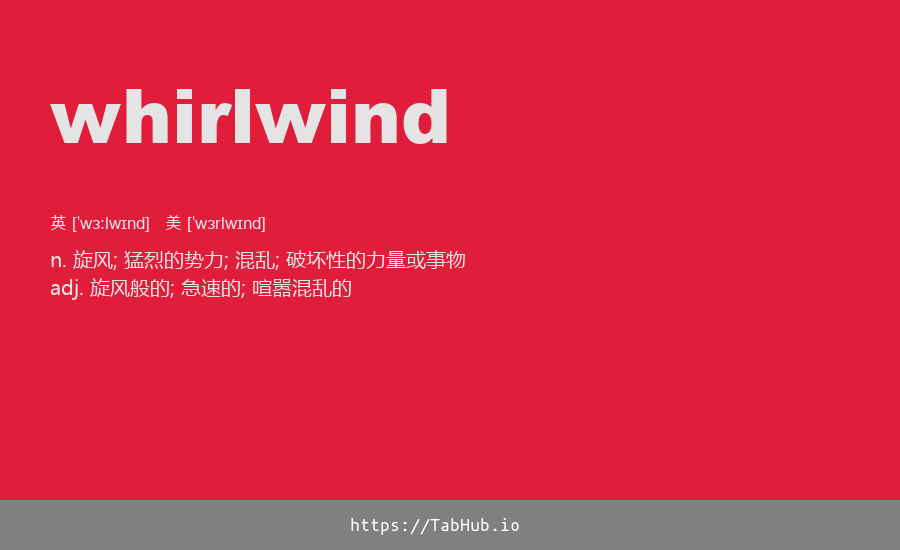 whirlwind
英 [ˈwɜːlwɪnd] 美 [ˈwɜrlwɪnd]
n. 旋风; 猛烈的势力; 混乱; 破坏性的力量或事物
adj. 旋风般的; 急速的; 喧嚣混乱的
https://TabHub.io